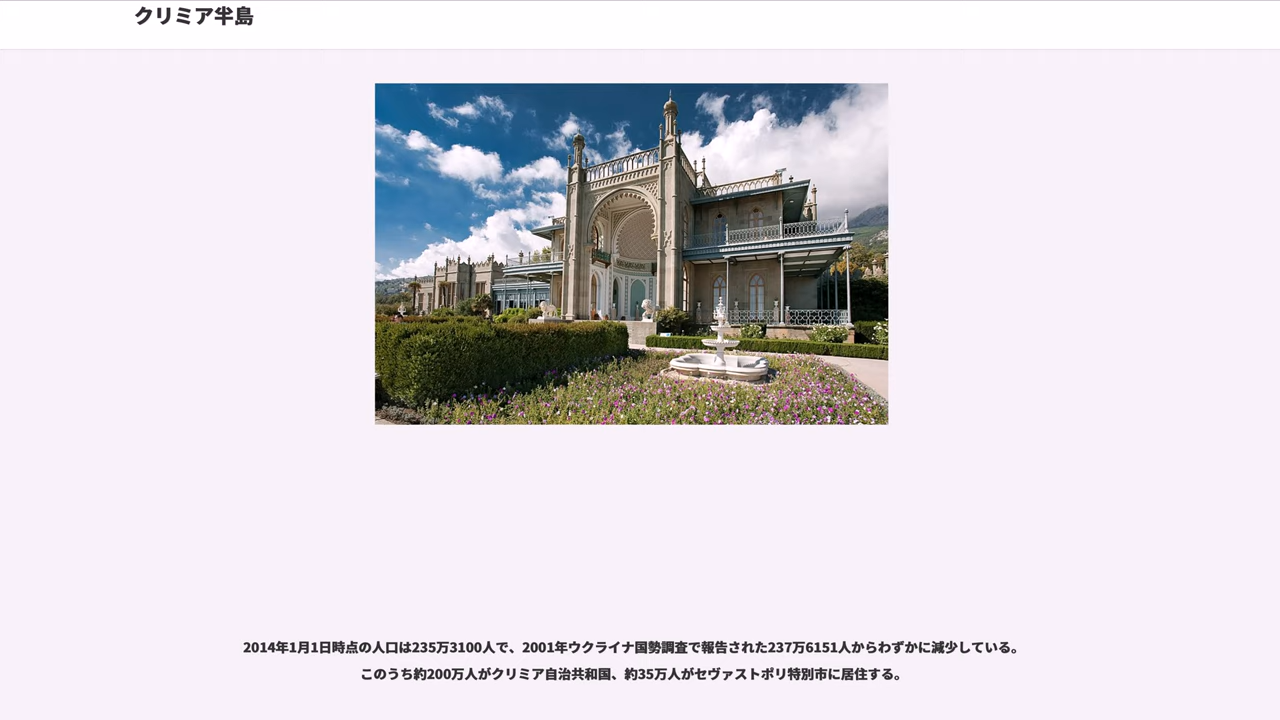 クリミア半島
2014年1月1日時点の人口は235万3100人で、2001年ウクライナ国勢調査で報告された237万6151人からわずかに減少している。
このうち約200万人がクリミア自治共和国、約35万人がセヴァストポリ特別市に居住する。